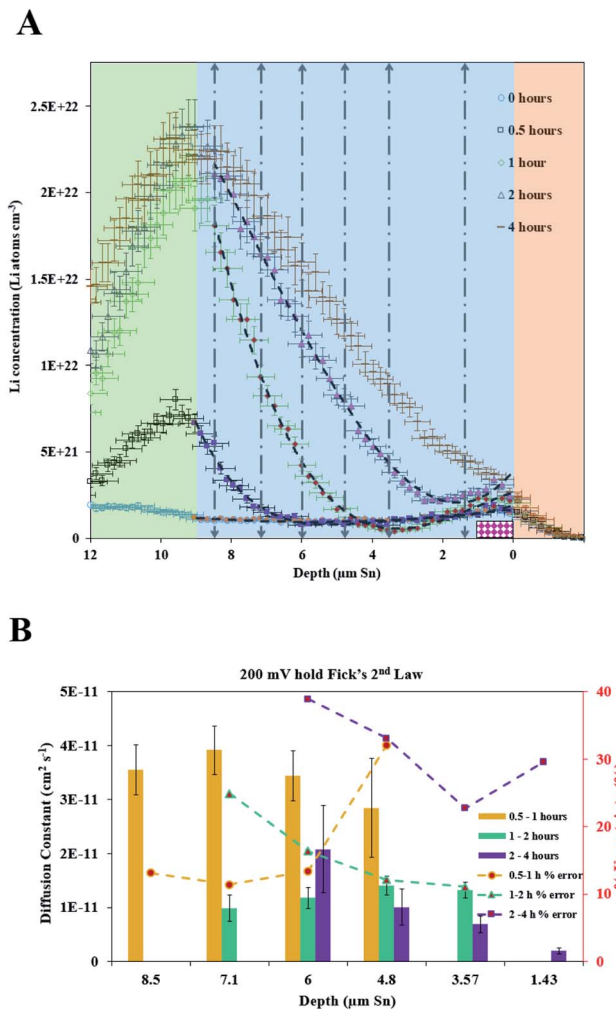 A
2.5E+22
2E+22
1.5E+22
1E+22
5E+21
0
Li concentration (Li atoms cm-3)
0 hours
0.5 hours
1 hour
2 hours
4 hours
12 10 8 6 4 2 0
Depth (µm Sn)
B
200 mV hold Fick's 2nd Law
5E-11
4E-11
3E-11
2E-11
1E-11
0
Diffusion Constant (cm2 s-1)
40
30
20
10
0
0.5 - 1 hours
1 - 2 hours
2 - 4 hours
0.5-1 h % error
1-2 h % error
2 -4 h % error
8.5 7.1 6 4.8 3.57 1.43
Depth (µm Sn)